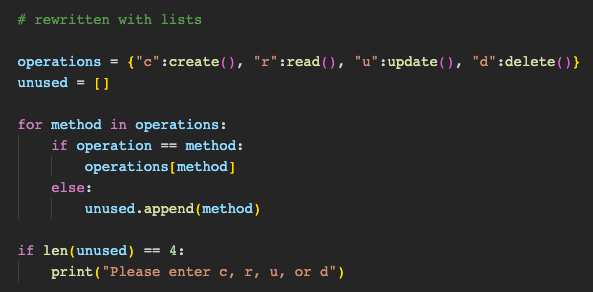 # rewritten with lists
operations = {"c":create(), "r":read(), "u":update(), "d":delete()}
unused = []
for method in operations:
if operation == method:
operations[method]
else:
unused.append(method)
if len(unused) == 4:
print("Please enter c, r, u, or d")